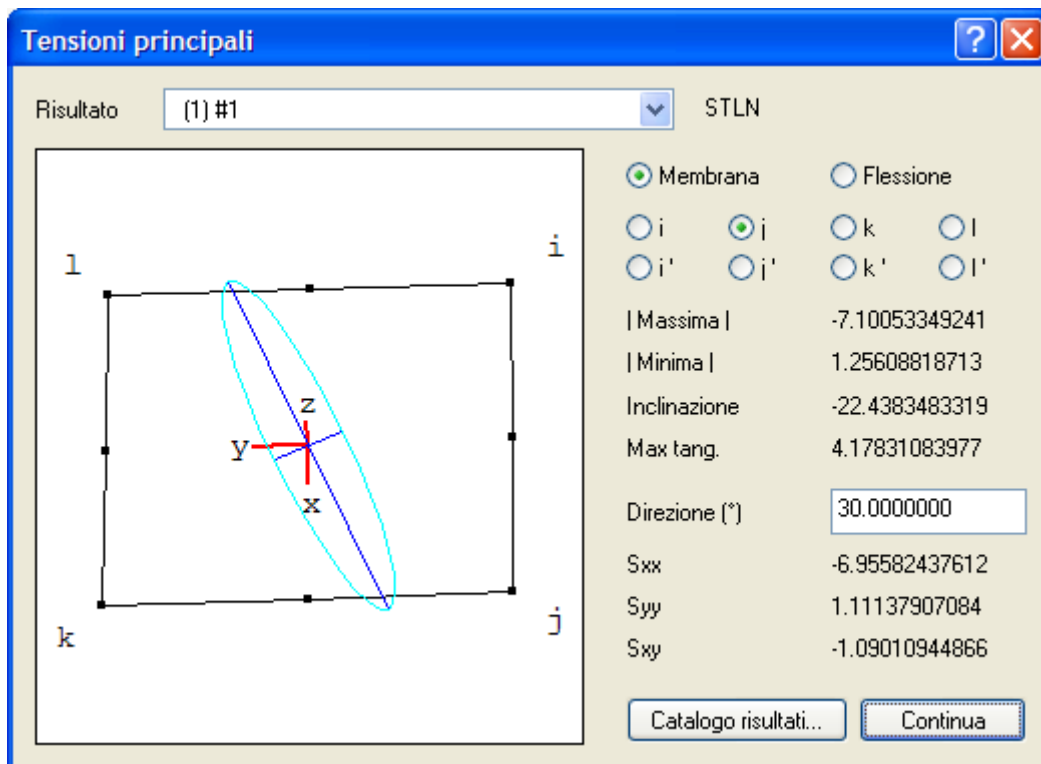 Tensioni principali
Risultato (1) #1 STLN
Membrana Flessione
i j k l
i' j' k' l'
| Massima | -7.10053349241
| Minima | 1.25608818713
Inclinazione -22.4383483319
Max tang. 4.17831083977
Direzione (°) 30.0000000
Sxx -6.95582437612
Syy 1.11137907084
Sxy -1.09010944866
Catalogo risultati... Continua
l i
z
y
x
k j